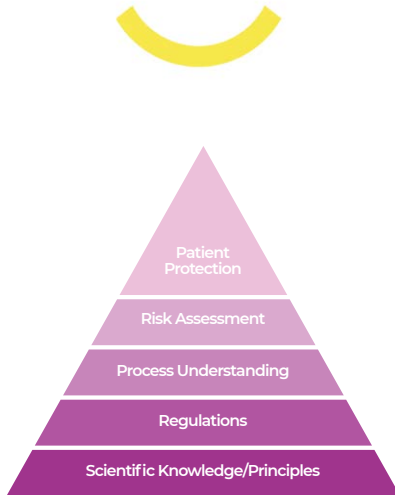 Patient
Protection
Risk Assessment
Process Understanding
Regulations
Scientific Knowledge/Principles